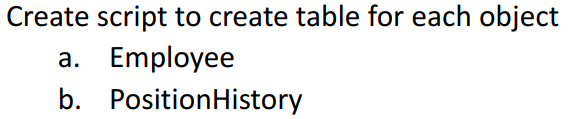 Create script to create table for each object
a. Employee
b. PositionHistory